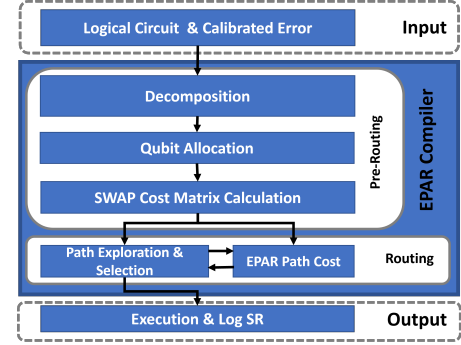 Logical Circuit & Calibrated Error
Input
Decomposition
Qubit Allocation
SWAP Cost Matrix Calculation
Pre-Routing
EPAR Compiler
Path Exploration &
Selection
EPAR Path Cost
Routing
Execution & Log SR
Output